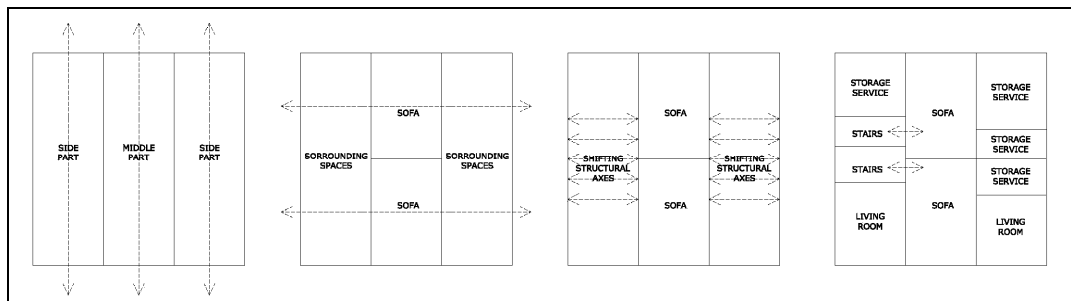 SIDE
PART
MIDDLE
PART
SIDE
PART
SOFA
SORROUNDING
SPACES
SORROUNDING
SPACES
SOFA
SOFA
SHIFTING
STRUCTURAL
AXES
SHIFTING
STRUCTURAL
AXES
SOFA
STORAGE
SERVICE
STAIRS
STAIRS
LIVING
ROOM
SOFA
SOFA
STORAGE
SERVICE
STORAGE
SERVICE
STORAGE
SERVICE
LIVING
ROOM